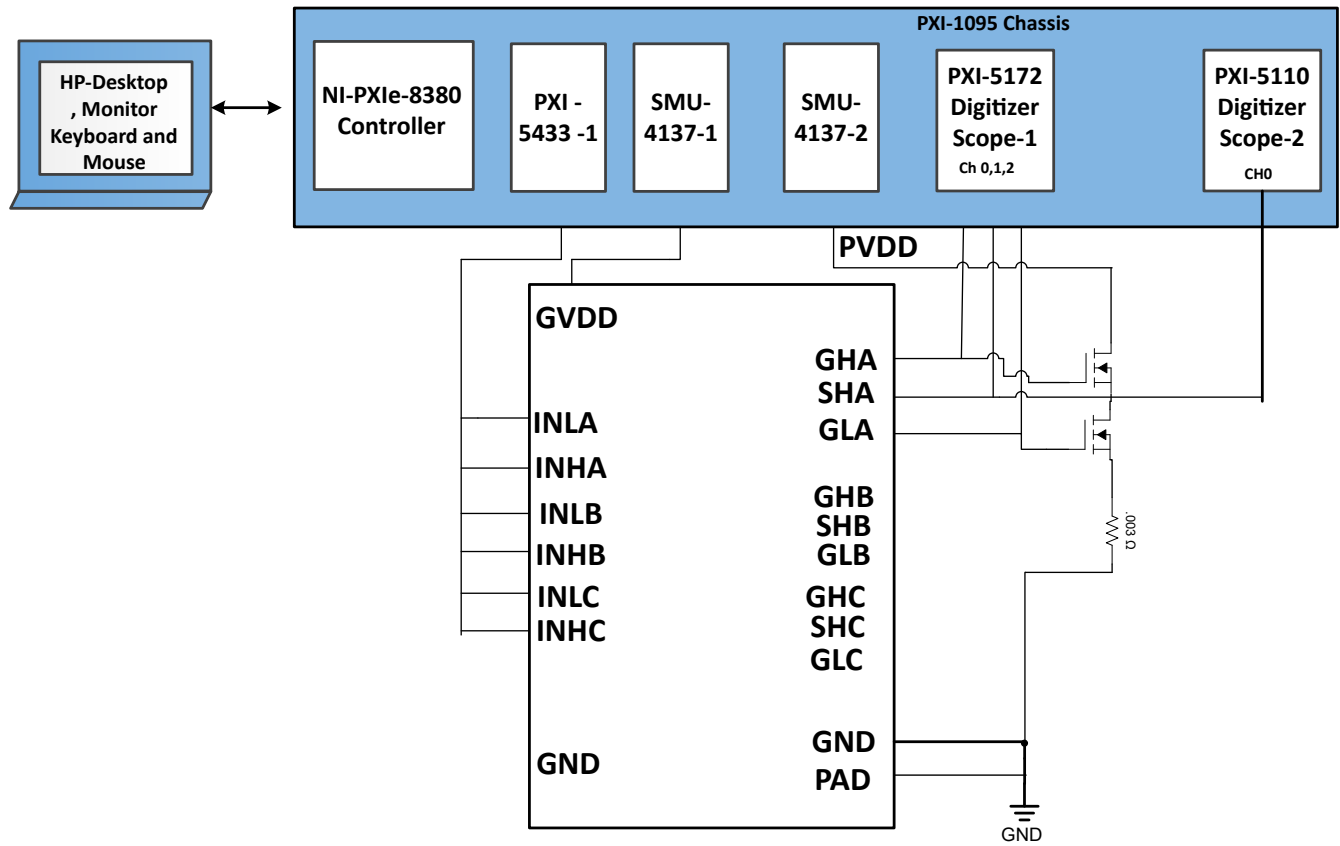 PXI-1095 Chassis
HP-Desktop
, Monitor
Keyboard and
Mouse
NI-PXIe-8380
Controller
PXI -
5433 -1
SMU-
4137-1
SMU-
4137-2
PXI-5172
Digitizer
Scope-1
Ch 0,1,2
PXI-5110
Digitizer
Scope-2
CH0
PVDD
GVDD
INLA
INHA
INLB
INHB
INLC
INHC
GND
GHA
SHA
GLA
GHB
SHB
GLB
GHC
SHC
GLC
GND
PAD
.003 Ω
GND